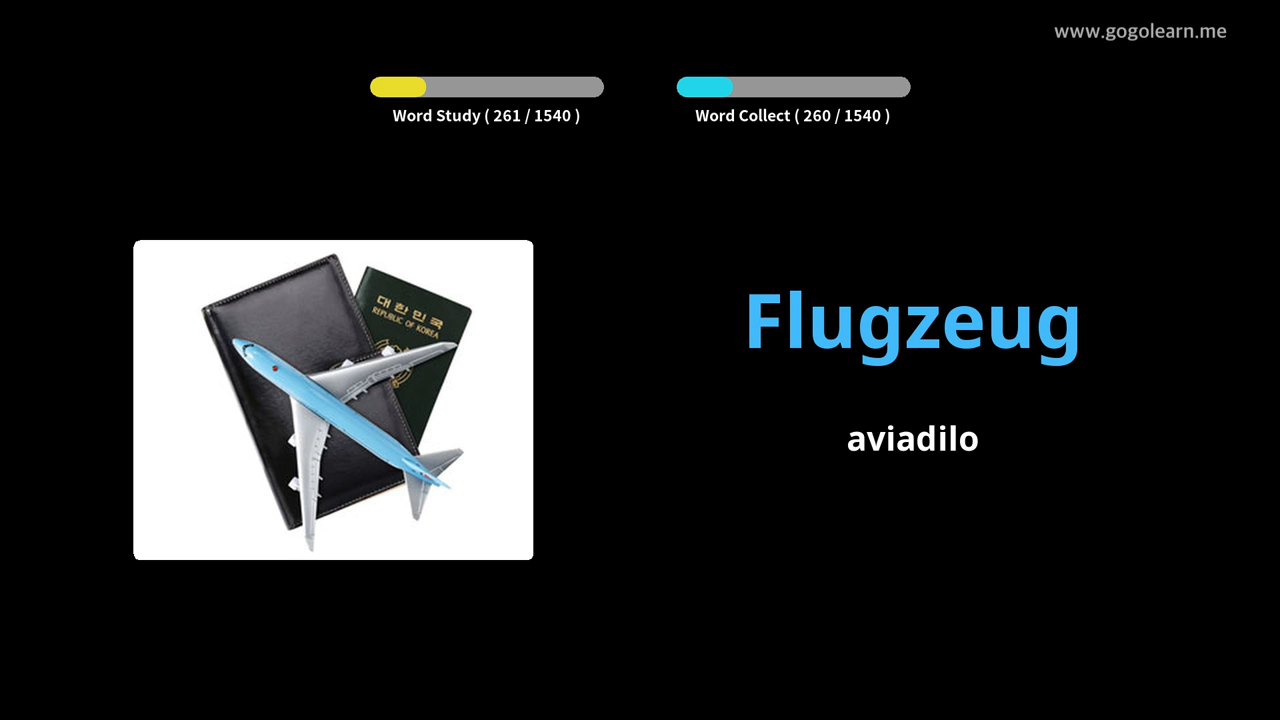 www.gogolearn.me
Word Study ( 261 / 1540 )
Word Collect ( 260 / 1540 )
대한민국
REPUBLIC OF KOREA
Flugzeug
aviadilo